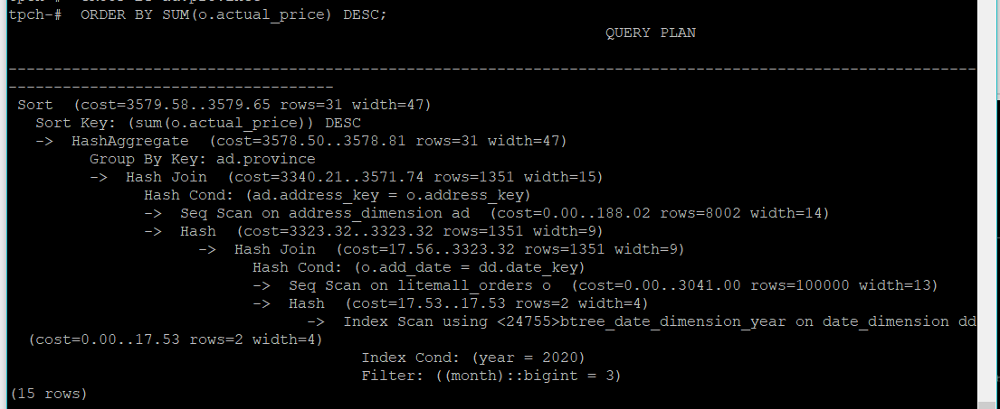 tpch-# ORDER BY SUM(o.actual_price) DESC;
QUERY PLAN
-----------------------------------------------------------------------------------------------------------
------------------------------------
Sort (cost=3579.58..3579.65 rows=31 width=47)
Sort Key: (sum(o.actual_price)) DESC
-> HashAggregate (cost=3578.50..3578.81 rows=31 width=47)
Group By Key: ad.province
-> Hash Join (cost=3340.21..3571.74 rows=1351 width=15)
Hash Cond: (ad.address_key = o.address_key)
-> Seq Scan on address_dimension ad (cost=0.00..188.02 rows=8002 width=14)
-> Hash (cost=3323.32..3323.32 rows=1351 width=9)
-> Hash Join (cost=17.56..3323.32 rows=1351 width=9)
Hash Cond: (o.add_date = dd.date_key)
-> Seq Scan on litemall_orders o (cost=0.00..3041.00 rows=100000 width=13)
-> Hash (cost=17.53..17.53 rows=2 width=4)
-> Index Scan using <24755>btree_date_dimension_year on date_dimension dd
(cost=0.00..17.53 rows=2 width=4)
Index Cond: (year = 2020)
Filter: ((month)::bigint = 3)
(15 rows)